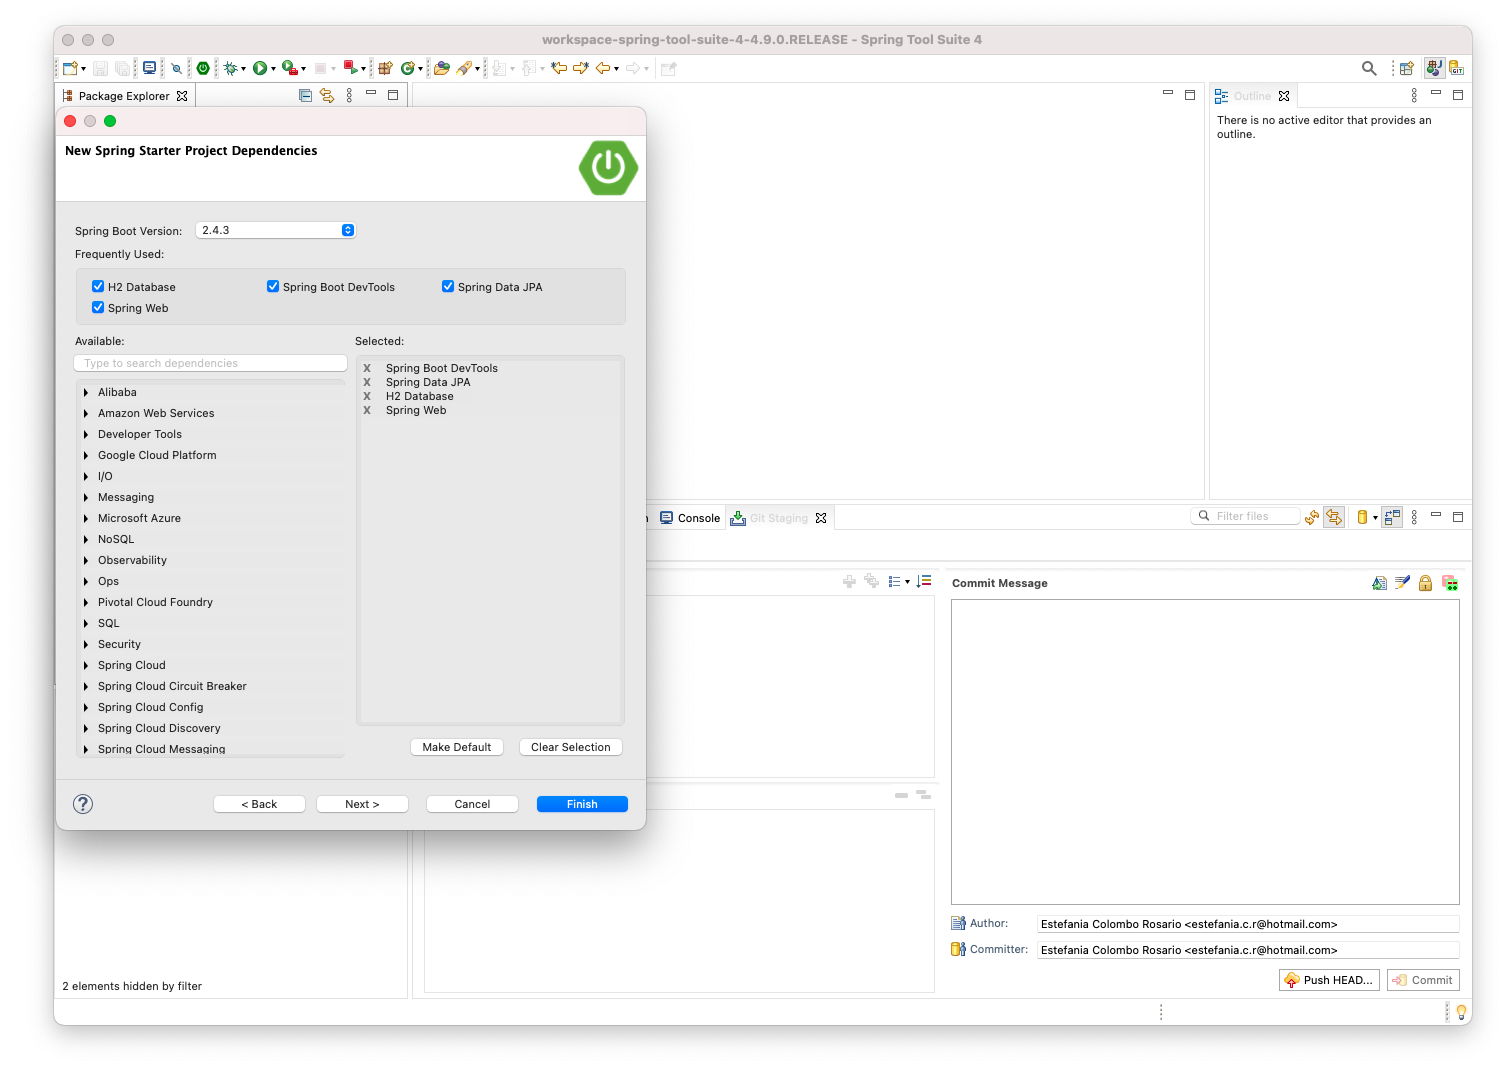 workspace-spring-tool-suite-4-4.9.0.RELEASE - Spring Tool Suite 4
Package Explorer
Outline
There is no active editor that provides an
outline.
New Spring Starter Project Dependencies
Spring Boot Version: 2.4.3
Frequently Used:
H2 Database Spring Boot DevTools Spring Data JPA
Spring Web
Available:
Type to search dependencies
Alibaba
Amazon Web Services
Developer Tools
Google Cloud Platform
I/O
Messaging
Microsoft Azure
NoSQL
Observability
Ops
Pivotal Cloud Foundry
SQL
Security
Spring Cloud
Spring Cloud Circuit Breaker
Spring Cloud Config
Spring Cloud Discovery
Spring Cloud Messaging
Selected:
X Spring Boot DevTools
X Spring Data JPA
X H2 Database
X Spring Web
Make Default Clear Selection
? < Back Next > Cancel Finish
Console Git Staging Filter files
Commit Message
Author: Estefania Colombo Rosario <estefania.c.r@hotmail.com>
Committer: Estefania Colombo Rosario <estefania.c.r@hotmail.com>
Push HEAD... Commit
2 elements hidden by filter